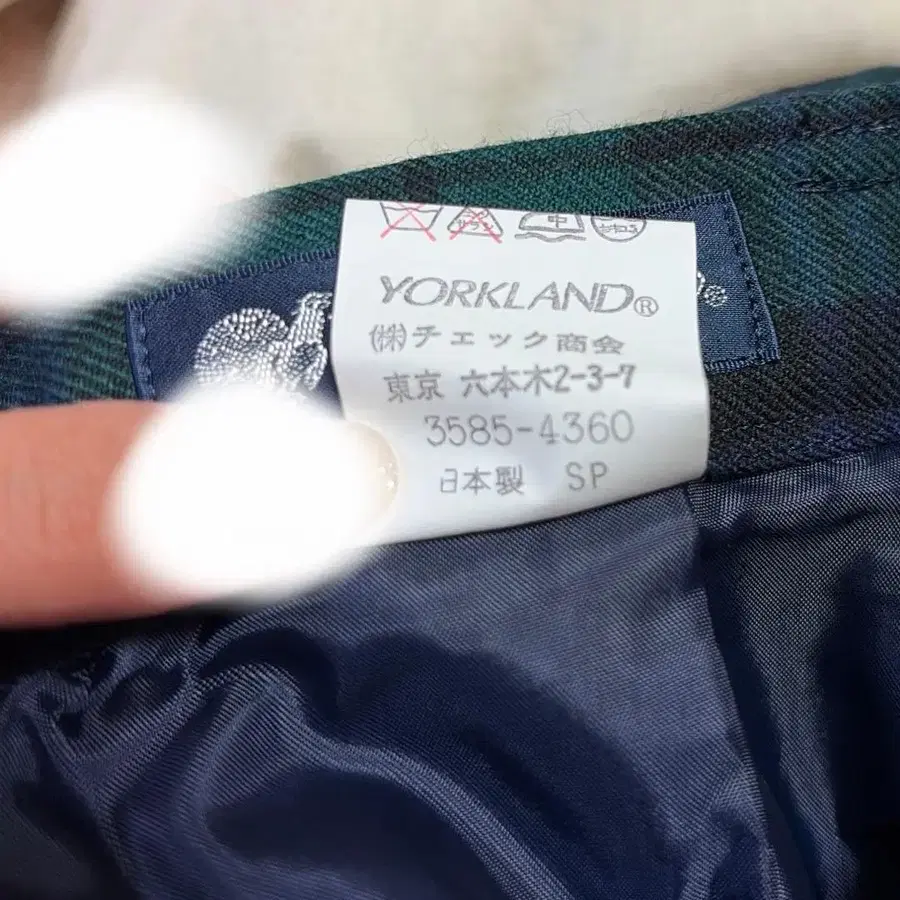 中
YORKLAND®
(株)チェック商会
東京 六本木2-3-7
3585-4360
日本製 SP